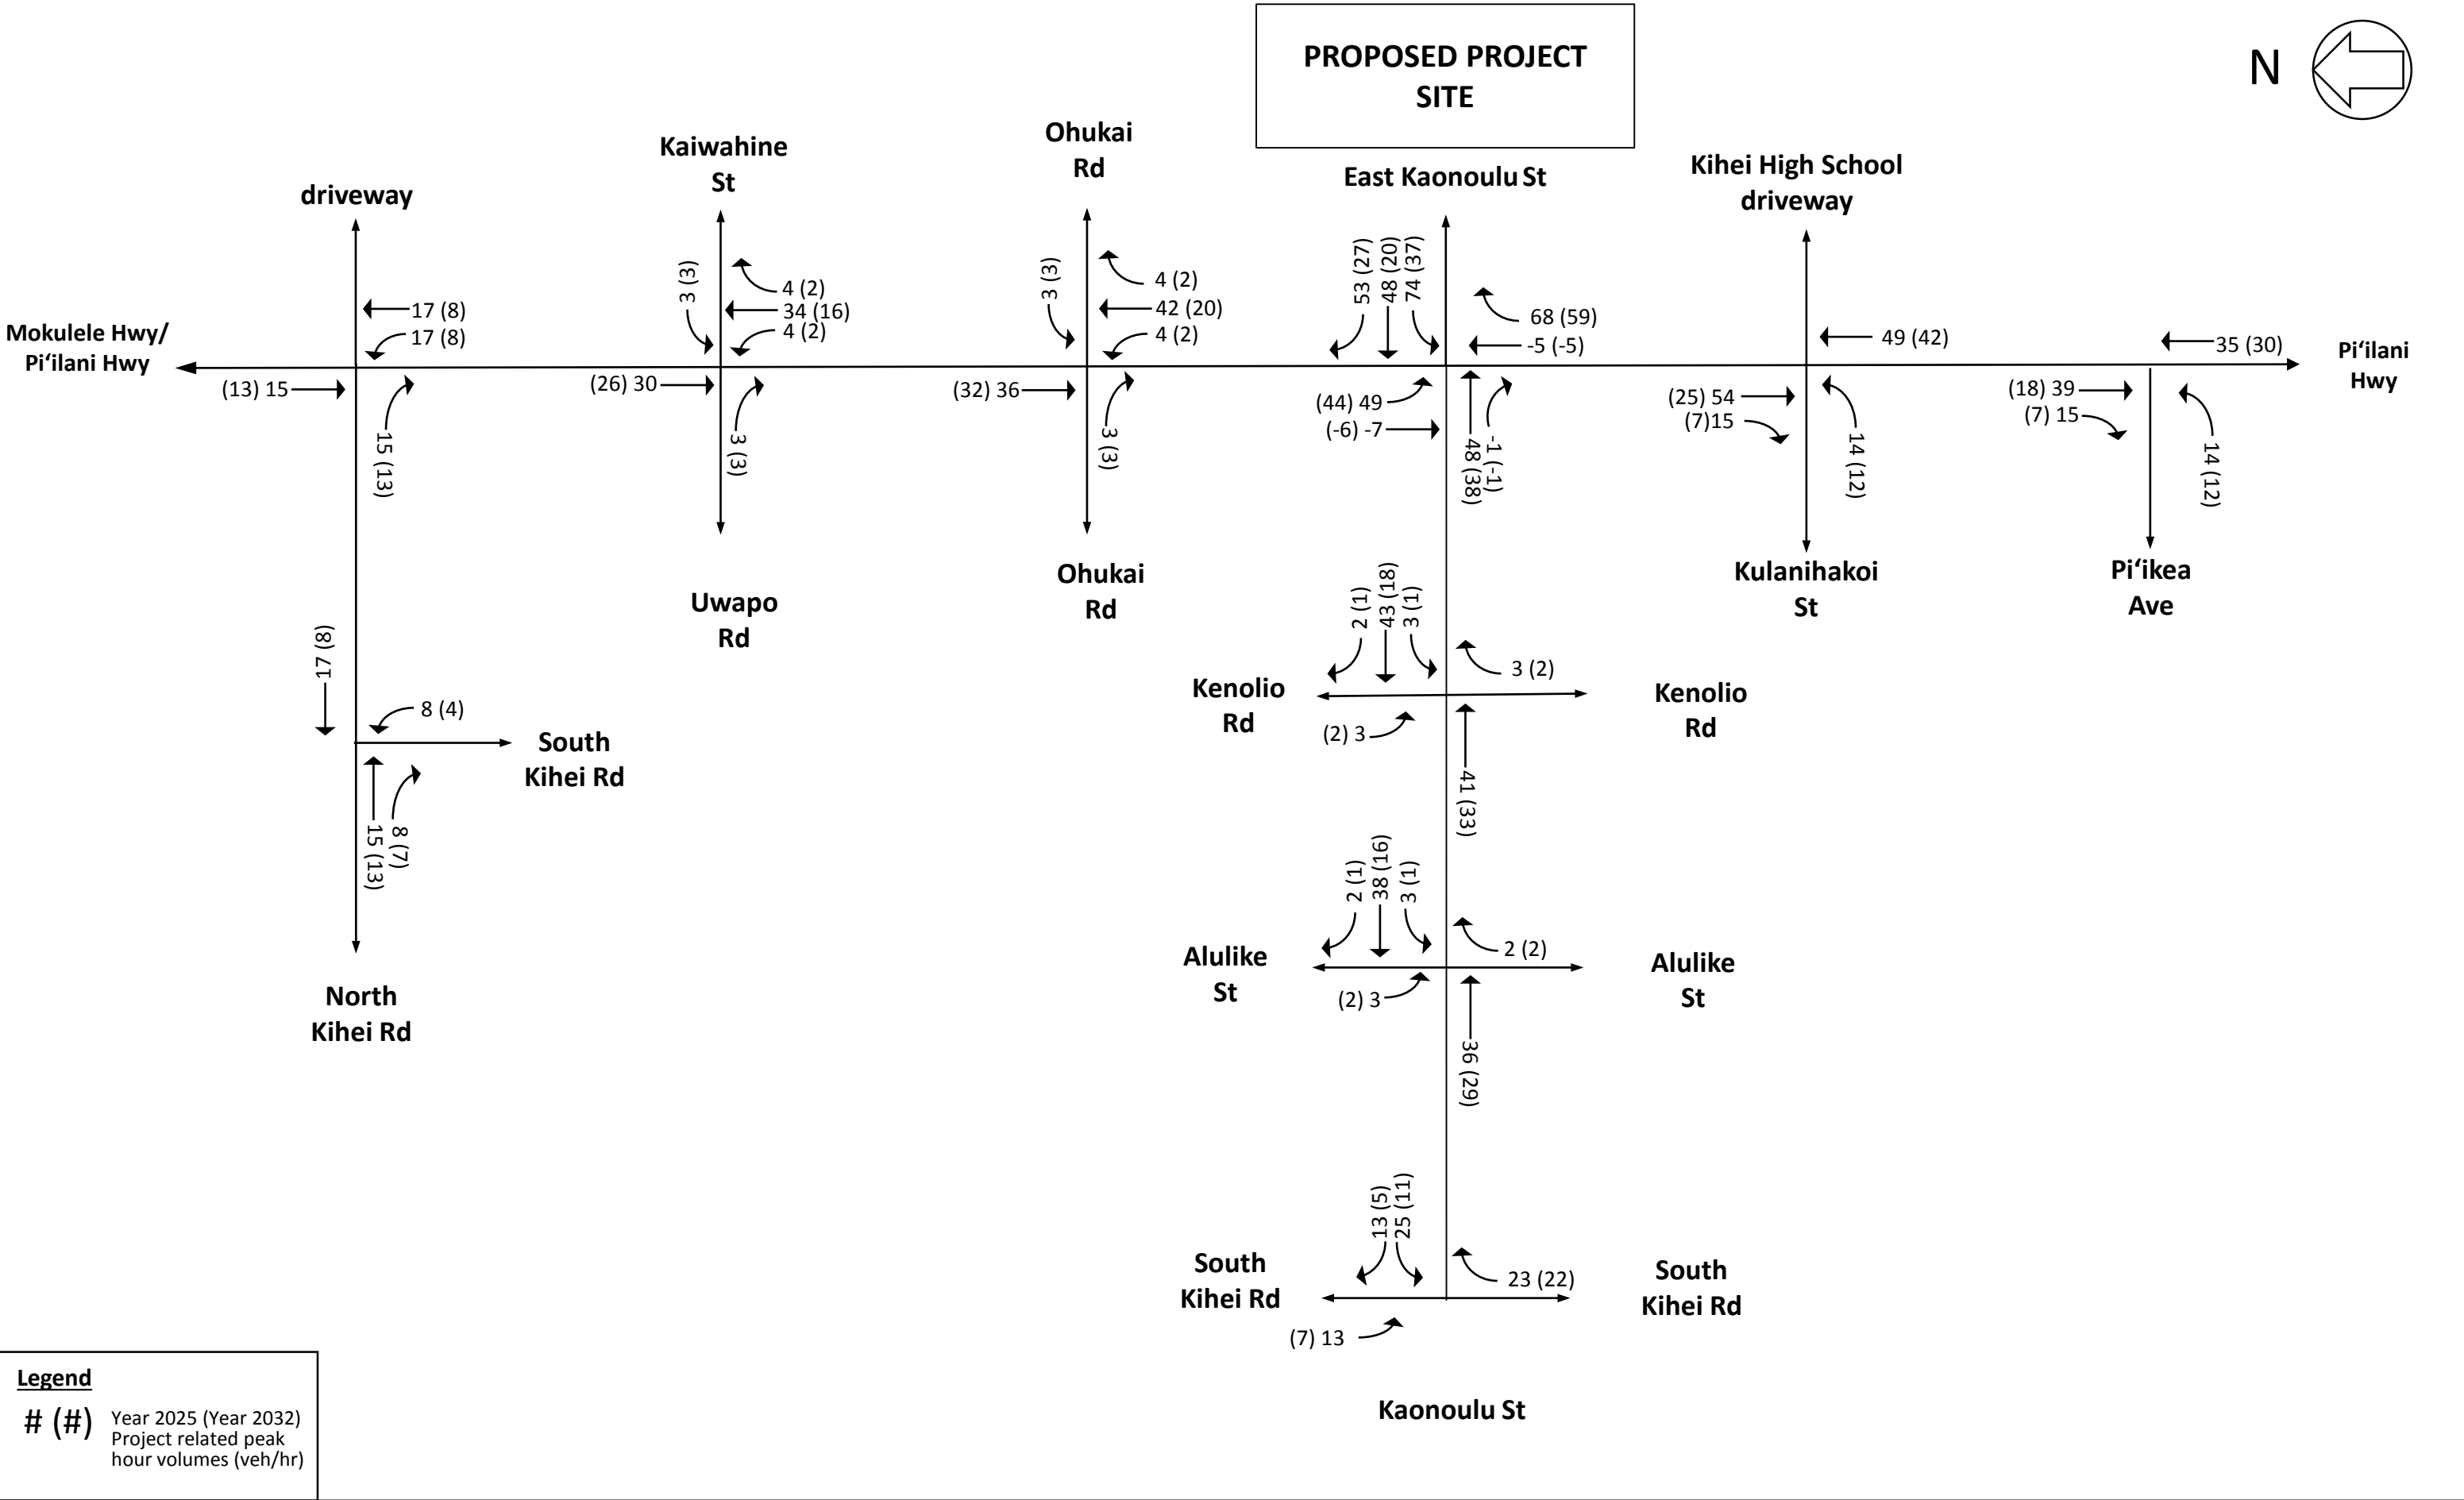 PROPOSED PROJECT
SITE
N
driveway
Kaiwahine
St
Ohukai
Rd
East Kaonoulu St
Kihei High School
driveway
Mokulele Hwy/
Pi‘ilani Hwy
17 (8)
17 (8)
(13) 15
15 (13)
3 (3)
4 (2)
34 (16)
4 (2)
(26) 30
3 (3)
3 (3)
4 (2)
42 (20)
4 (2)
(32) 36
3 (3)
53 (27)
48 (20)
74 (37)
68 (59)
-5 (-5)
(44) 49
(-6) -7
48 (38)
-1 (-1)
49 (42)
(25) 54
(7)15
14 (12)
35 (30)
(18) 39
(7) 15
14 (12)
Pi‘ilani
Hwy
Uwapo
Rd
Ohukai
Rd
Kulanihakoi
St
Pi‘ikea
Ave
17 (8)
8 (4)
South
Kihei Rd
15 (13)
8 (7)
North
Kihei Rd
2 (1)
43 (18)
3 (1)
3 (2)
Kenolio
Rd
Kenolio
Rd
(2) 3
41 (33)
2 (1)
38 (16)
3 (1)
2 (2)
Alulike
St
Alulike
St
(2) 3
36 (29)
13 (5)
25 (11)
23 (22)
South
Kihei Rd
South
Kihei Rd
(7) 13
Kaonoulu St
Legend
# (#)
Year 2025 (Year 2032)
Project related peak
hour volumes (veh/hr)